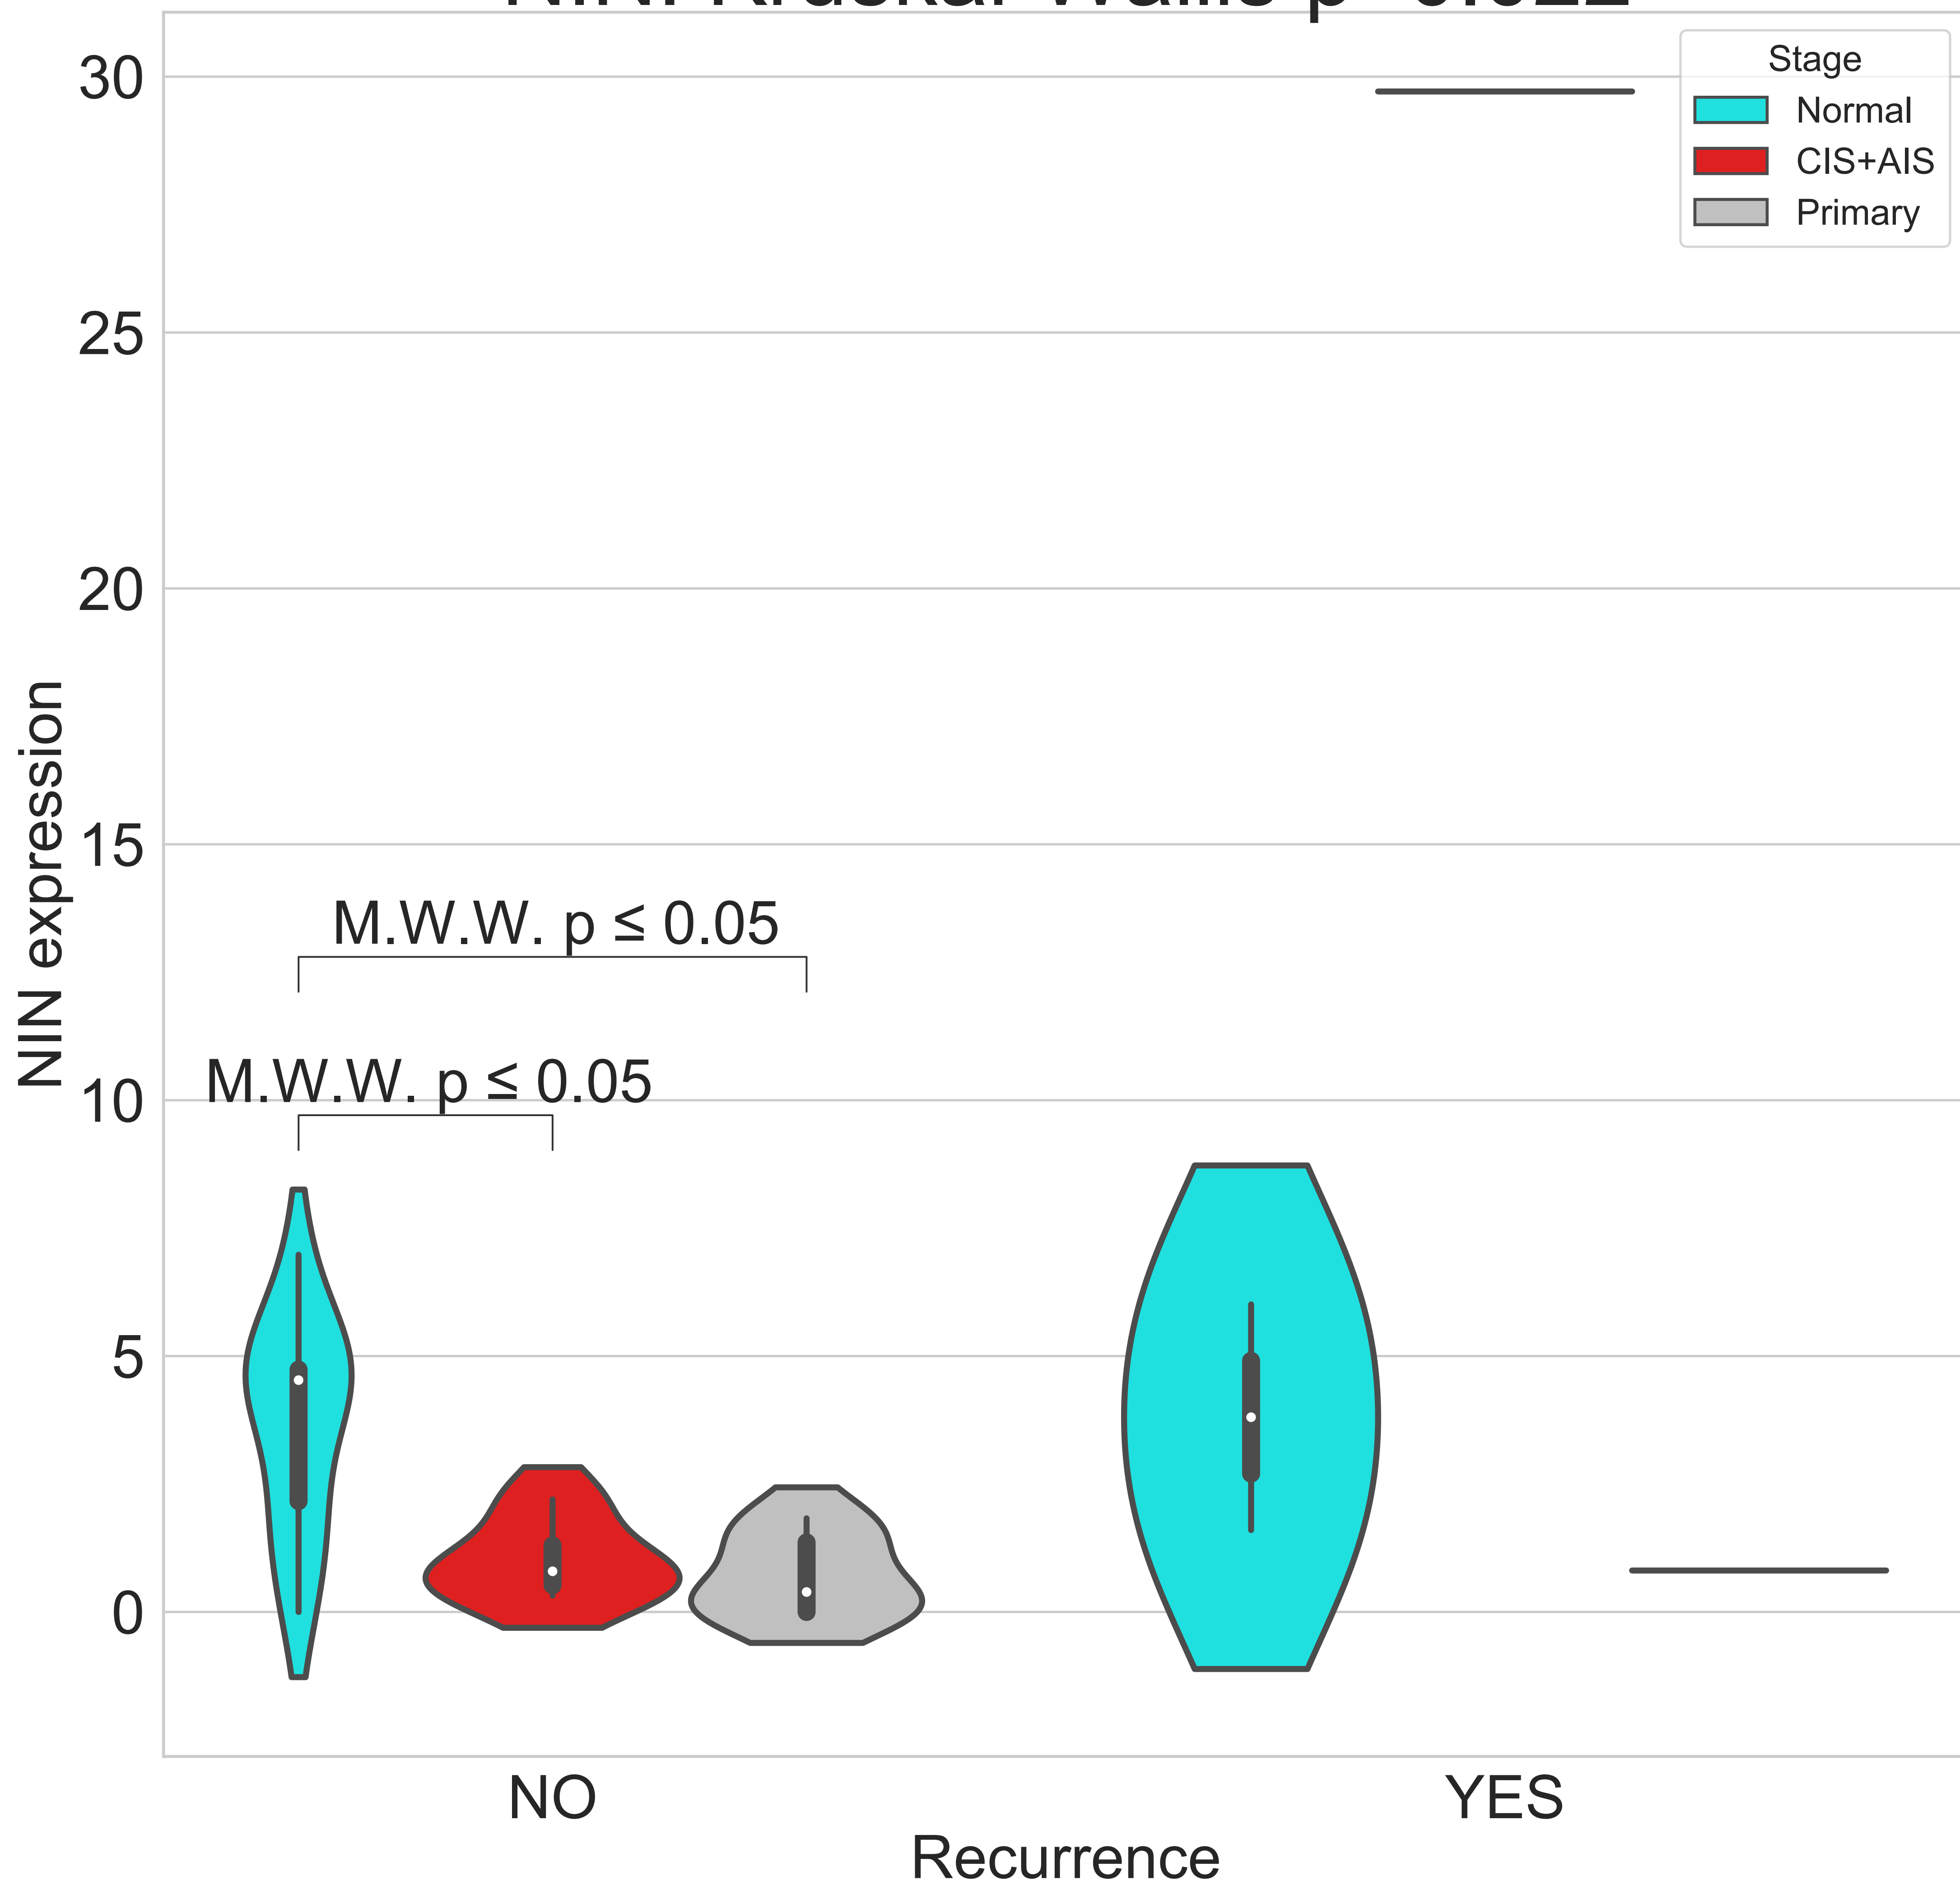 30
25
20
15
10
5
0
NIN expression
Stage
Normal
CIS+AIS
Primary
M.W.W. p ≤ 0.05
M.W.W. p ≤ 0.05
NO
YES
Recurrence